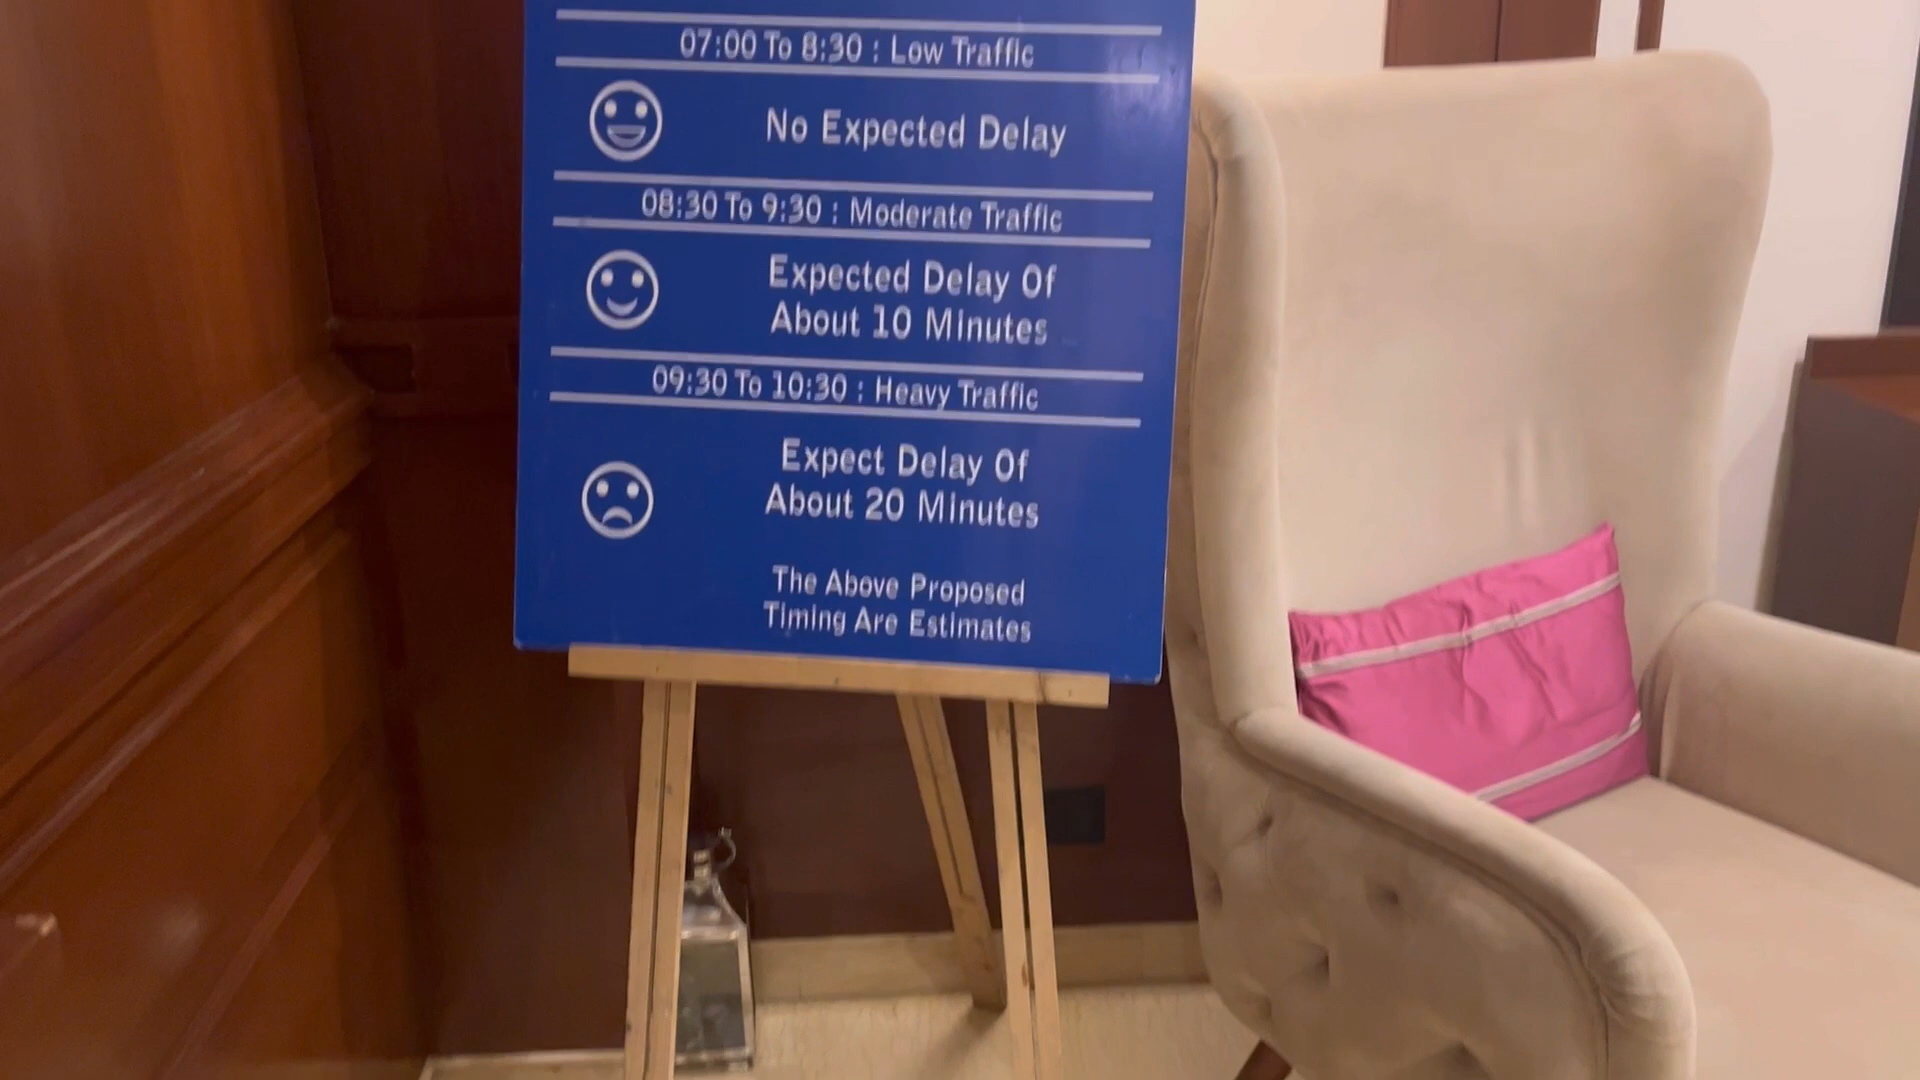 07:00 To 8:30 : Low Traffic
No Expected Delay
08:30 To 9:30 : Moderate Traffic
Expected Delay Of
About 10 Minutes
09:30 To 10:30 : Heavy Traffic
Expect Delay Of
About 20 Minutes
The Above Proposed
Timing Are Estimates